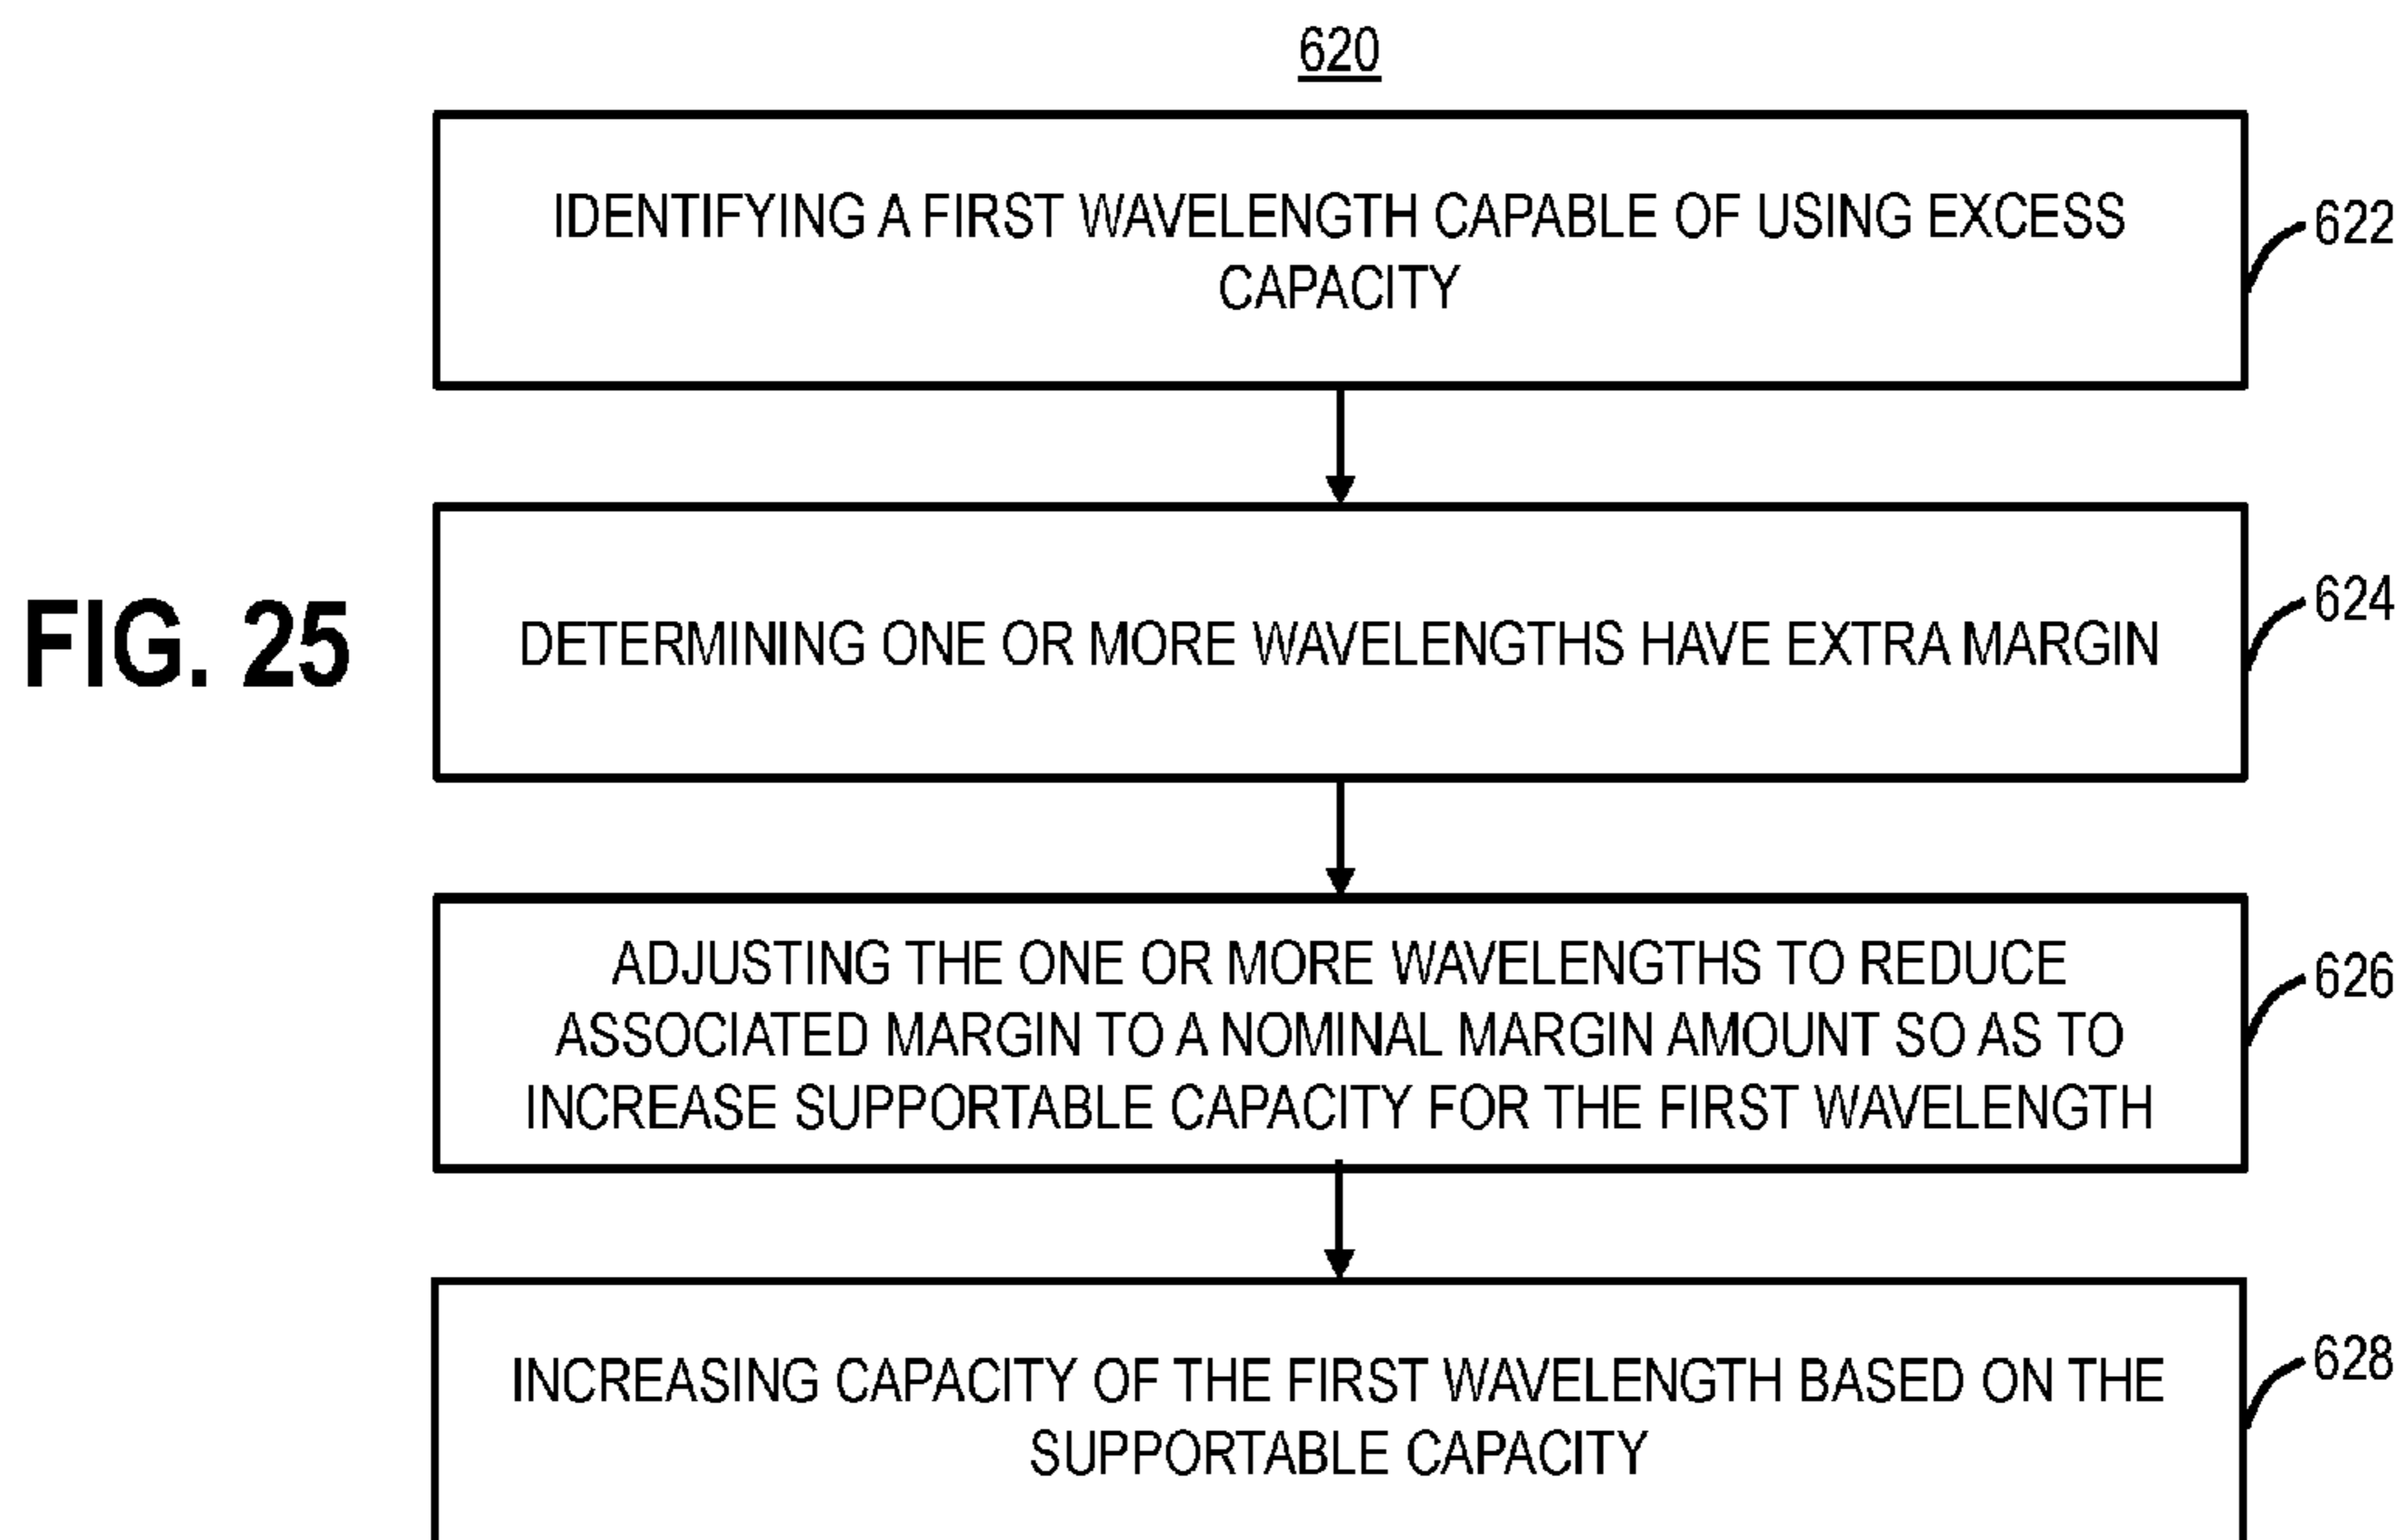 620
IDENTIFYING A FIRST WAVELENGTH CAPABLE OF USING EXCESS
CAPACITY
622
FIG. 25
DETERMINING ONE OR MORE WAVELENGTHS HAVE EXTRA MARGIN
624
ADJUSTING THE ONE OR MORE WAVELENGTHS TO REDUCE
ASSOCIATED MARGIN TO A NOMINAL MARGIN AMOUNT SO AS TO
INCREASE SUPPORTABLE CAPACITY FOR THE FIRST WAVELENGTH
626
INCREASING CAPACITY OF THE FIRST WAVELENGTH BASED ON THE
SUPPORTABLE CAPACITY
628